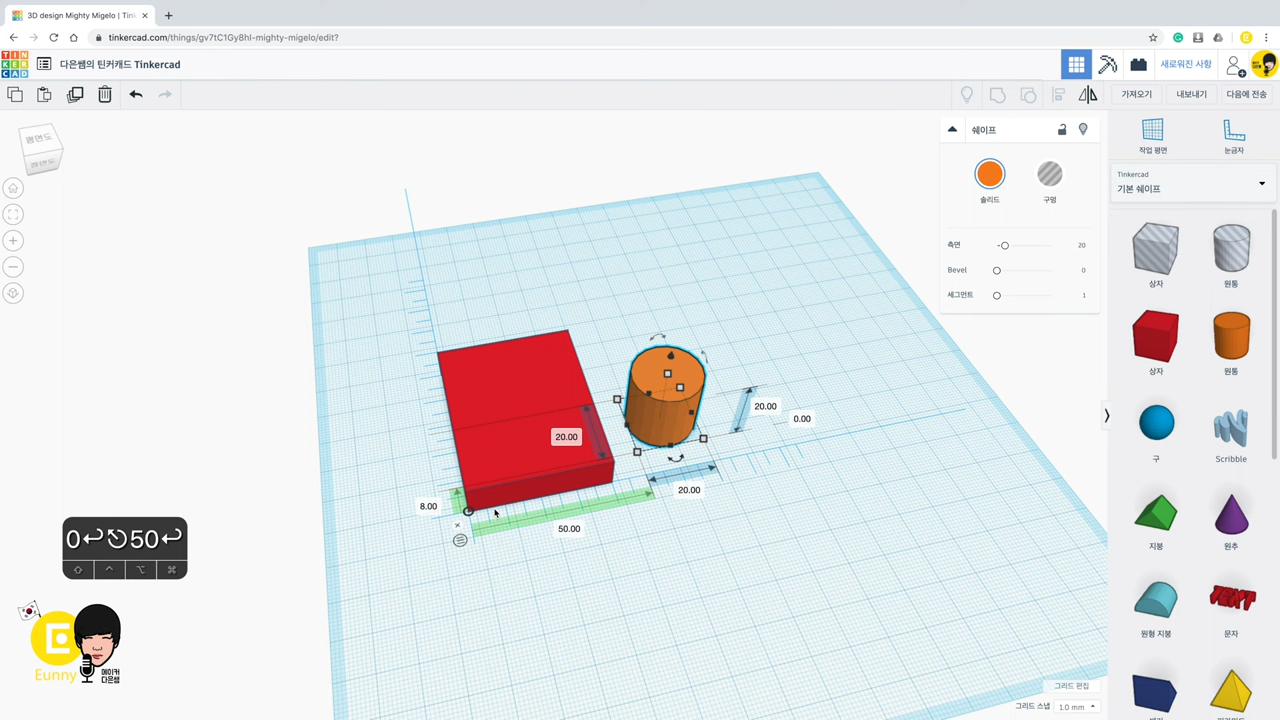 3D design Mighty Migelo | Tink
tinkercad.com/things/gv7tC1Gy8hI-mighty-migelo/edit?
TIN
KER
CAD
다은쌤의 틴커캐드 Tinkercad
새로워진 사항
가져오기
내보내기
다음에 전송
평면도
쉐이프
솔리드
구멍
측면
20
Bevel
0
세그먼트
1
작업 평면
눈금자
Tinkercad
기본 쉐이프
상자
원통
상자
원통
구
Scribble
지붕
원추
원형 지붕
문자
TEXT
20.00
0.00
20.00
20.00
8.00
50.00
0↩⎋50↩
⇧ ⌃ ⌥ ⌘
E
Eunny
메이커
다은쌤
그리드 편집
그리드 스냅
1.0 mm